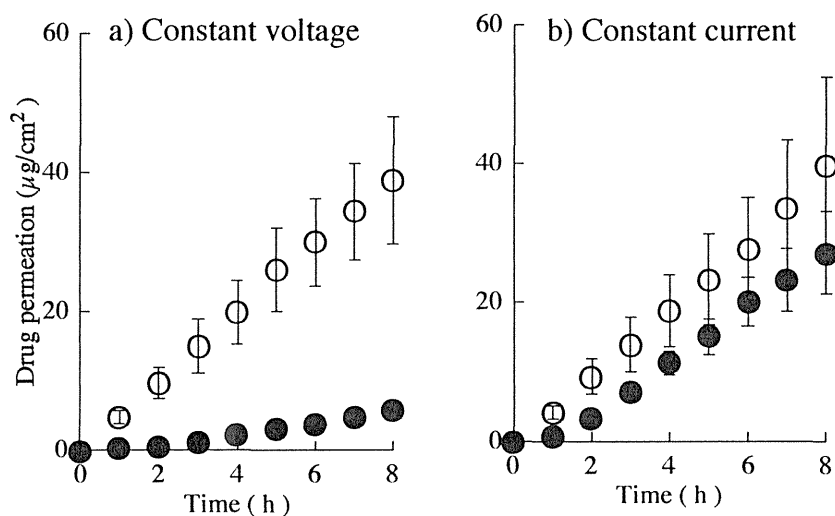 a) Constant voltage
60
40
20
0
Drug permeation (μg/cm²)
0 2 4 6 8
Time ( h )
b) Constant current
60
40
20
0
0 2 4 6 8
Time ( h )